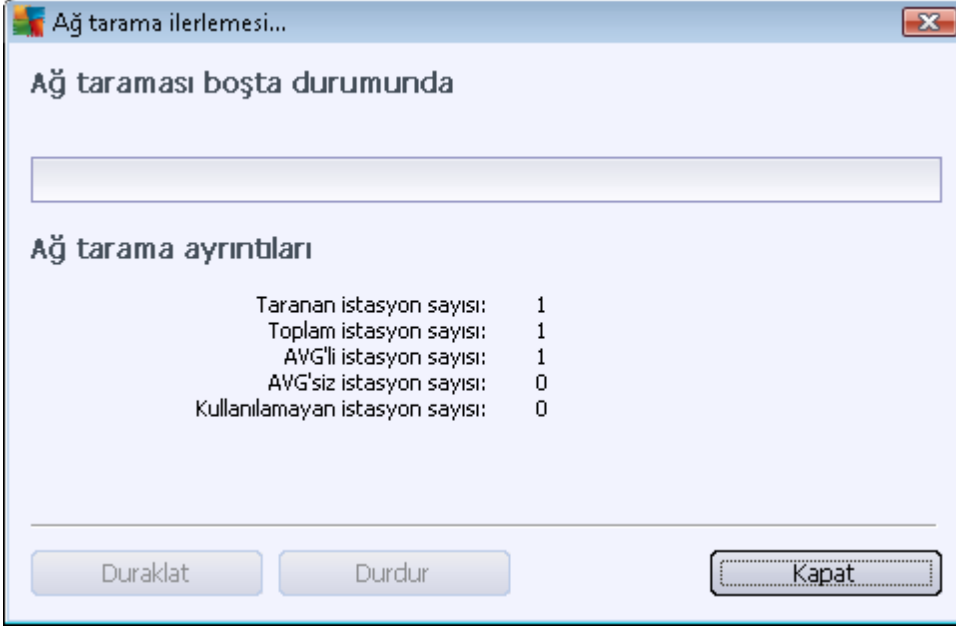 Ağ tarama ilerlemesi...
Ağ taraması boşta durumunda
Ağ tarama ayrıntıları
Taranan istasyon sayısı: 1
Toplam istasyon sayısı: 1
AVG'li istasyon sayısı: 1
AVG'siz istasyon sayısı: 0
Kullanılamayan istasyon sayısı: 0
Duraklat Durdur Kapat